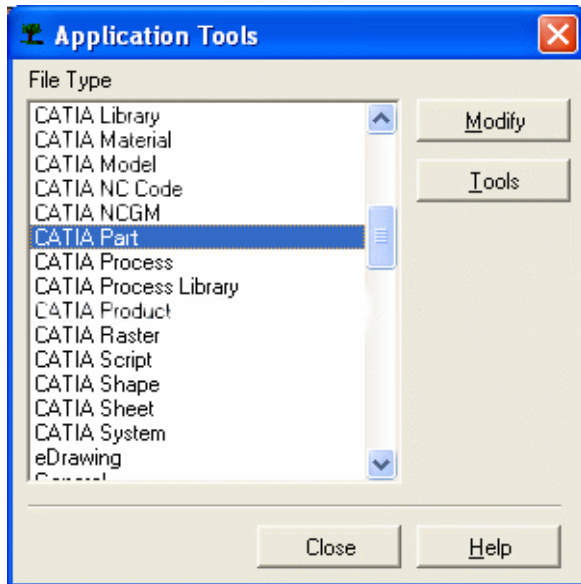 Application Tools
File Type
CATIA Library
CATIA Material
CATIA Model
CATIA NC Code
CATIA NCGM
CATIA Part
CATIA Process
CATIA Process Library
CATIA Product
CATIA Raster
CATIA Script
CATIA Shape
CATIA Sheet
CATIA System
eDrawing
Modify
Tools
Close
Help